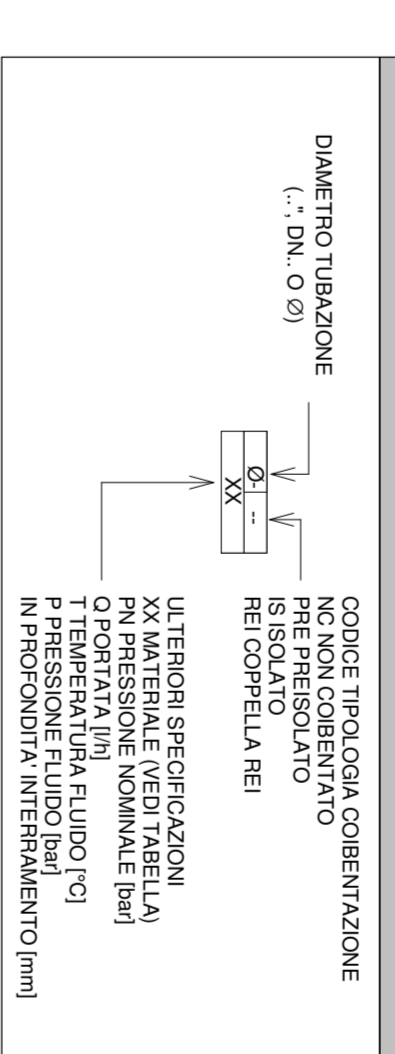 DIAMETRO TUBAZIONE
(..", DN.. O Ø)
Ø- --
XX
CODICE TIPOLOGIA COIBENTAZIONE
NC NON COIBENTATO
PRE PREISOLATO
IS ISOLATO
REI COPPELLA REI
ULTERIORI SPECIFICAZIONI
XX MATERIALE (VEDI TABELLA)
PN PRESSIONE NOMINALE [bar]
Q PORTATA [l/h]
T TEMPERATURA FLUIDO [°C]
P PRESSIONE FLUIDO [bar]
IN PROFONDITA' INTERRAMENTO [mm]